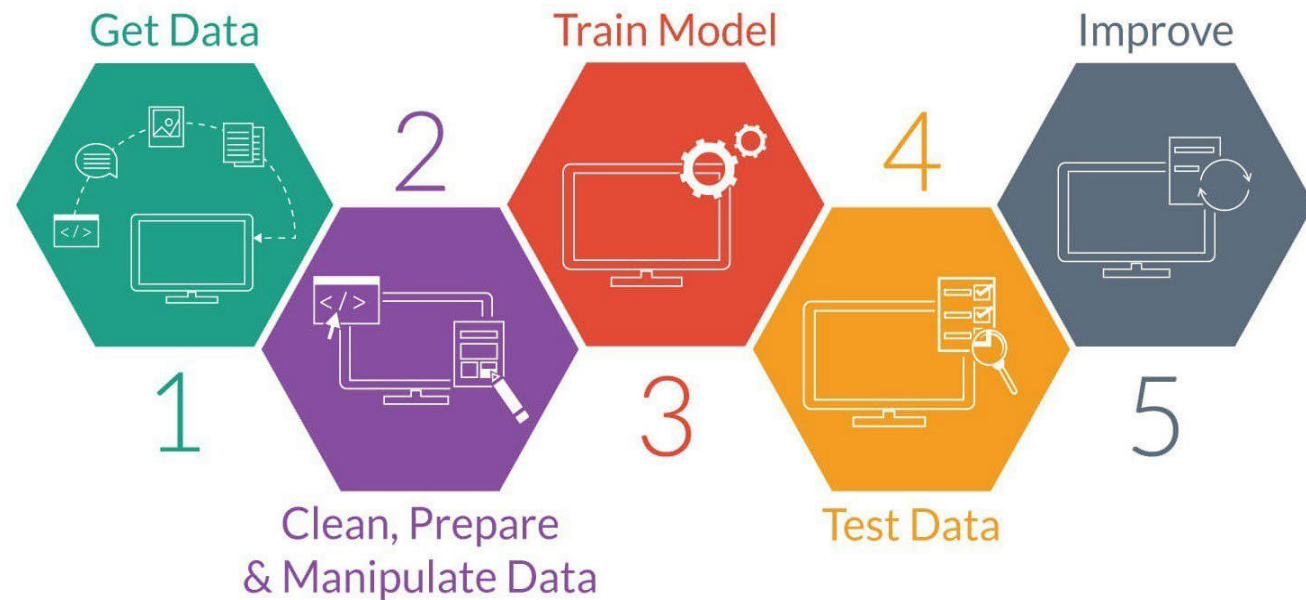 Get Data
1
</>
2
</>
Clean, Prepare
& Manipulate Data
Train Model
3
4
Test Data
Improve
5